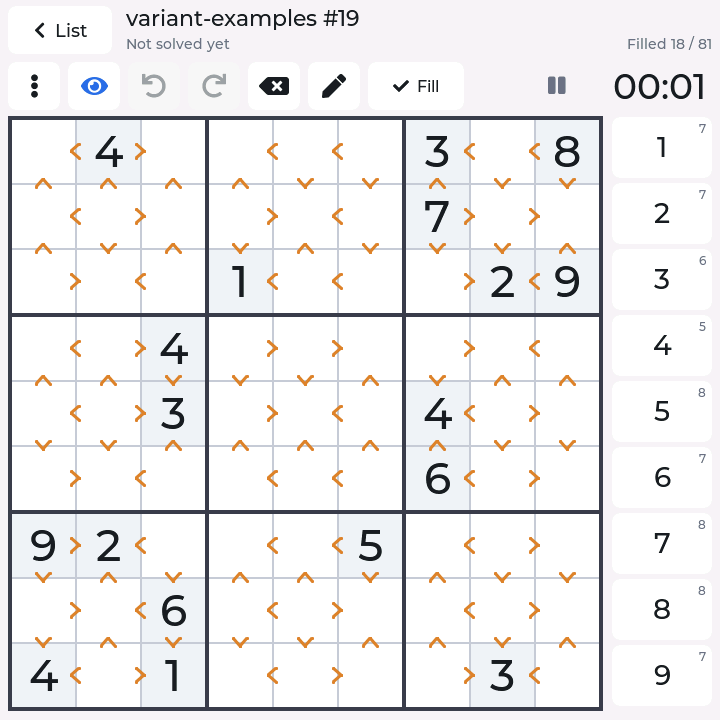 List
variant-examples #19
Not solved yet
Filled 18 / 81
Fill
00:01
< 4 > < < 3 < < 8
^ ^ ^ ^ v v ^ v v
< > > < 7 > >
^ v ^ v ^ v v v ^
> < 1 < < > 2 < 9
< > 4 > > > <
^ ^ v v v ^ v ^ v
< > 3 > < 4 < >
v v ^ ^ ^ ^ ^ v v
> < < < 6 < >
9 > 2 < < < 5 < >
v ^ v ^ ^ v ^ ^ v
> < 6 < > < >
v ^ v v v v ^ v ^
4 < > 1 < > > 3 <
1 7
2 7
3 6
4 5
5 8
6 7
7 8
8 8
9 7